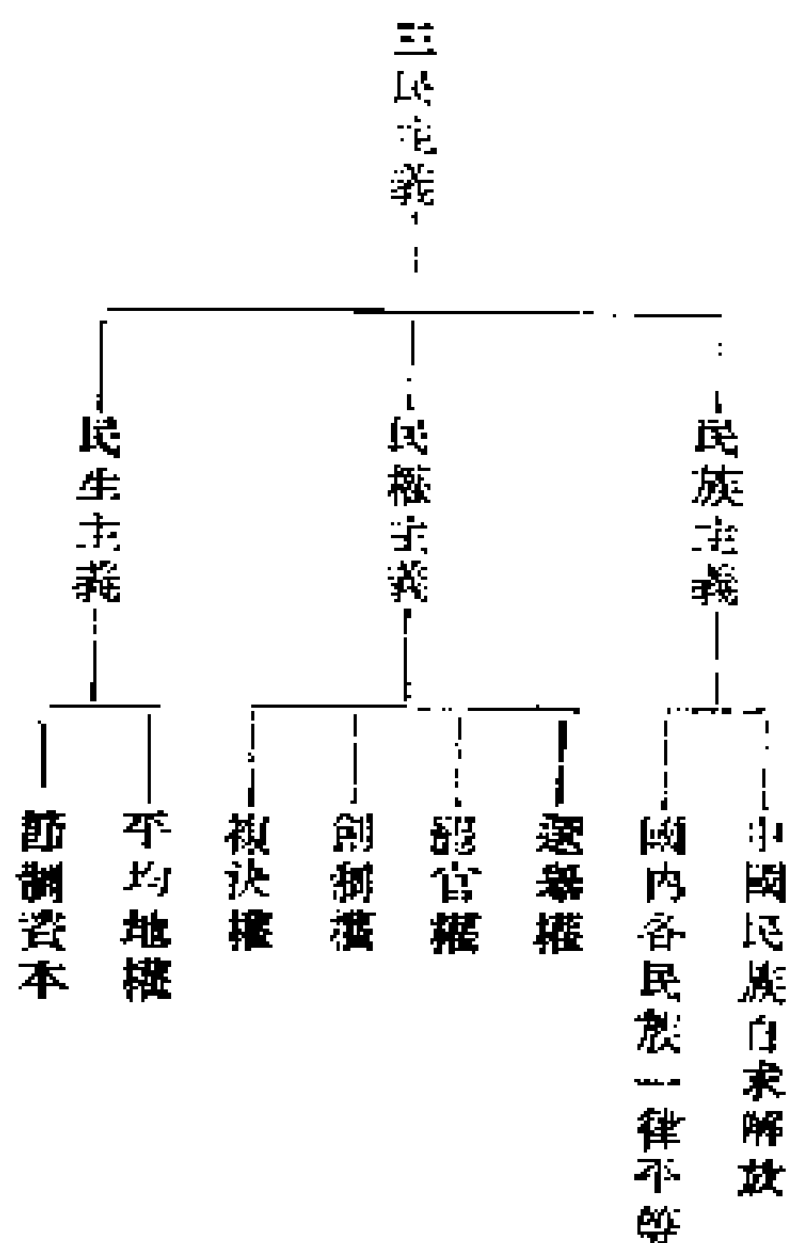 三民主義
民族主義
民權主義
民生主義
中國民族自求解放
國內各民族一律平等
選舉權
罷官權
創制權
複決權
平均地權
節制資本